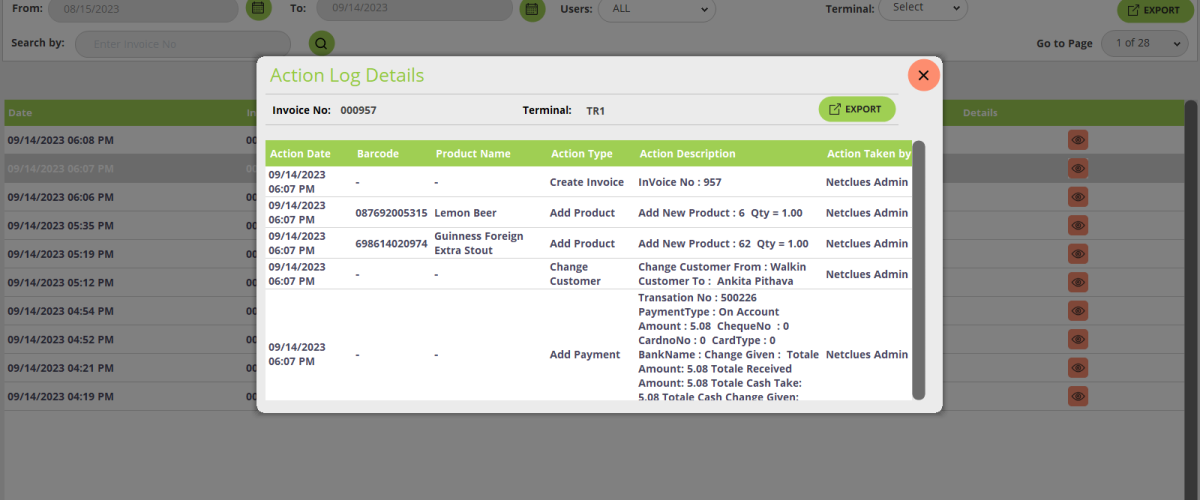 From: 08/15/2023 To: 09/14/2023 Users: ALL Terminal: Select EXPORT
Search by: Enter Invoice No Go to Page 1 of 28
Action Log Details
Invoice No: 000957 Terminal: TR1 EXPORT
Date Details
Action Date Barcode Product Name Action Type Action Description Action Taken by
09/14/2023
06:07 PM
- - Create Invoice InVoice No : 957 Netclues Admin
09/14/2023
06:07 PM
087692005315 Lemon Beer Add Product Add New Product : 6 Qty = 1.00 Netclues Admin
09/14/2023
06:07 PM
698614020974 Guinness Foreign
Extra Stout
Add Product Add New Product : 62 Qty = 1.00 Netclues Admin
09/14/2023
06:07 PM
- - Change
Customer
Change Customer From : Walkin
Customer To : Ankita Pithava
Netclues Admin
09/14/2023
06:07 PM
- - Add Payment
Transation No : 500226
PaymentType : On Account
Amount : 5.08 ChequeNo : 0
CardnoNo : 0 CardType : 0
BankName : Change Given : Totale
Amount: 5.08 Totale Received
Amount: 5.08 Totale Cash Take:
5.08 Totale Cash Change Given:
Netclues Admin
09/14/2023 06:08 PM
09/14/2023 06:07 PM
09/14/2023 06:06 PM
09/14/2023 05:35 PM
09/14/2023 05:19 PM
09/14/2023 05:12 PM
09/14/2023 04:54 PM
09/14/2023 04:52 PM
09/14/2023 04:21 PM
09/14/2023 04:19 PM